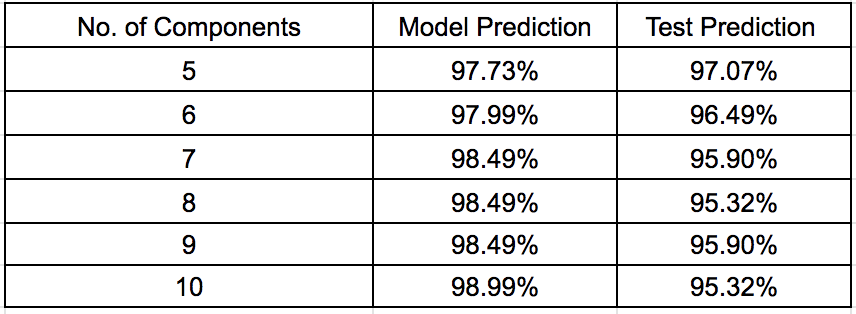 No. of Components Model Prediction Test Prediction
5 97.73% 97.07%
6 97.99% 96.49%
7 98.49% 95.90%
8 98.49% 95.32%
9 98.49% 95.90%
10 98.99% 95.32%